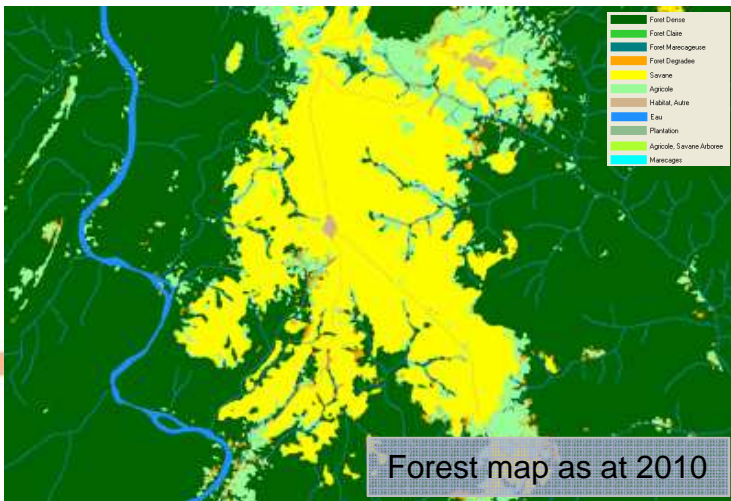 Foret Dense
Foret Claire
Foret Marecageuse
Foret Degradee
Savane
Agricole
Habitat, Autre
Eau
Plantation
Agricole, Savane Arboree
Marecages
Forest map as at 2010